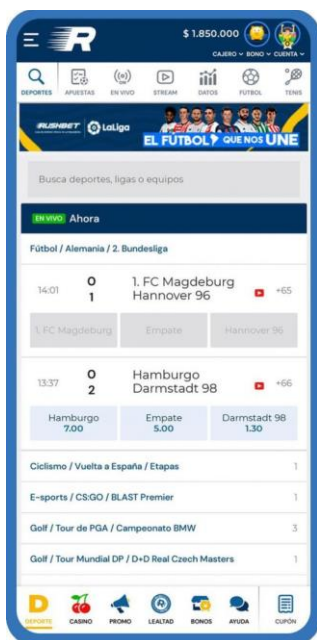 R
$ 1.850.000
CAJERO BONO CUENTA
DEPORTES APUESTAS EN VIVO STREAM DATOS FUTBOL TENIS
RUSHBET LaLiga
EL FUTBOL QUE NOS UNE
Busca deportes, ligas o equipos
EN VIVO Ahora
Fútbol / Alemania / 2. Bundesliga
14:01 0 1. FC Magdeburg +65
1 Hannover 96
1. FC Magdeburg Empate Hannover 96
13:37 0 Hamburgo +66
2 Darmstadt 98
Hamburgo Empate Darmstadt 98
7.00 5.00 1.30
Ciclismo / Vuelta a España / Etapas 1
E-sports / CS:GO / BLAST Premier 1
Golf / Tour de PGA / Campeonato BMW 3
Golf / Tour Mundial DP / D+D Real Czech Masters 1
D R
DEPORTE CASINO PROMO LEALTAD BONOS AYUDA CUPÓN